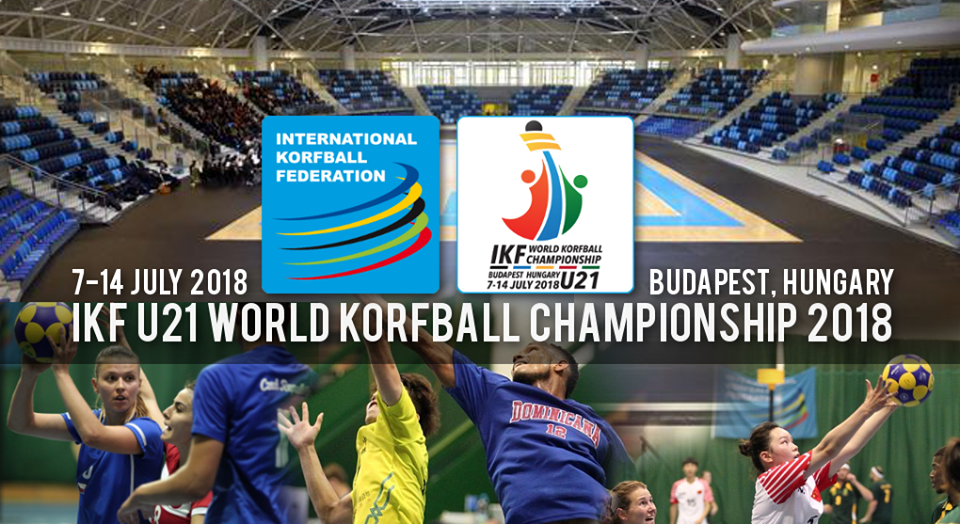 INTERNATIONAL
KORFBALL
FEDERATION
IKF WORLD KORFBALL
CHAMPIONSHIP
BUDAPEST HUNGARY
7-14 JULY 2018 U21
7-14 JULY 2018
BUDAPEST, HUNGARY
IKF U21 WORLD KORFBALL CHAMPIONSHIP 2018
DOMINICANA
12